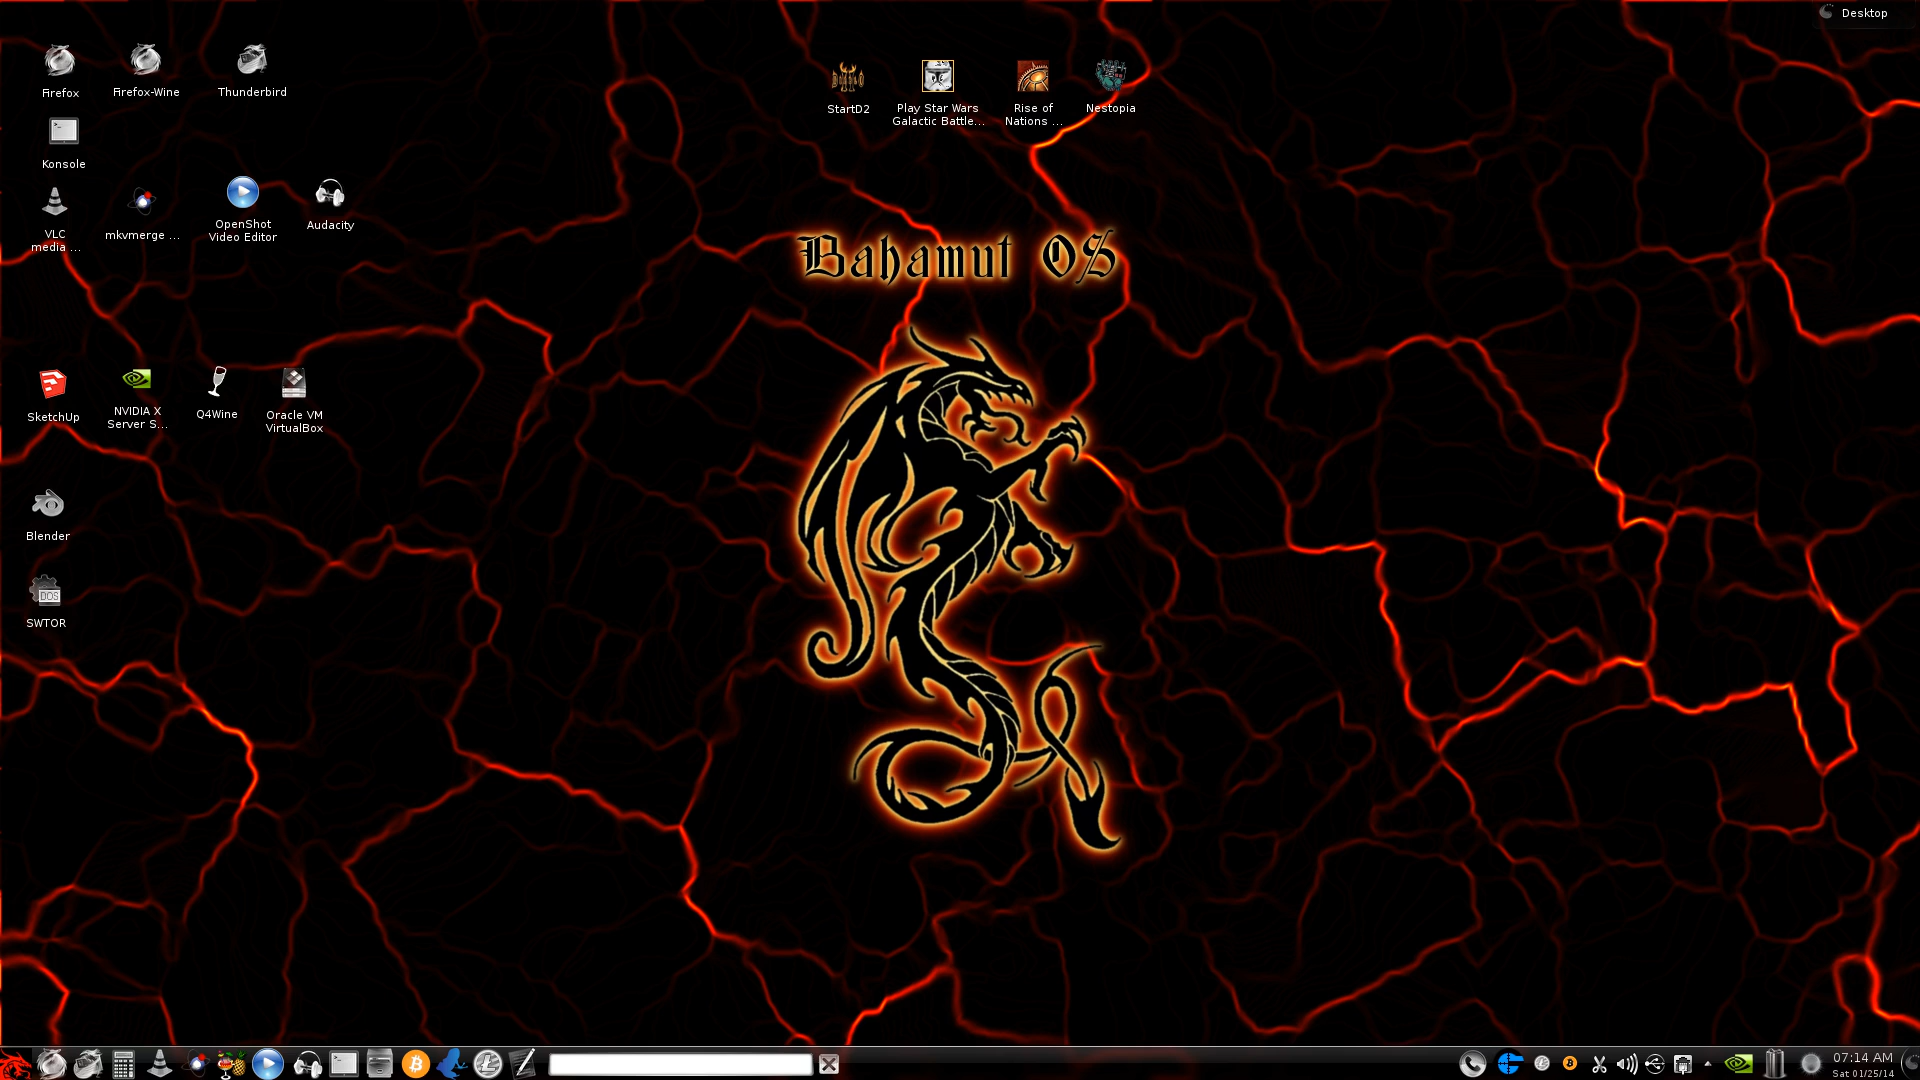 Desktop
Firefox
Firefox-Wine
Thunderbird
StartD2
Play Star Wars
Galactic Battle...
Rise of
Nations ...
Nestopia
Konsole
VLC
media ...
mkvmerge ...
OpenShot
Video Editor
Audacity
Bahamut OS
SketchUp
NVIDIA X
Server S...
Q4Wine
Oracle VM
VirtualBox
Blender
DOS
SWTOR
07:14 AM
Sat 01/25/14